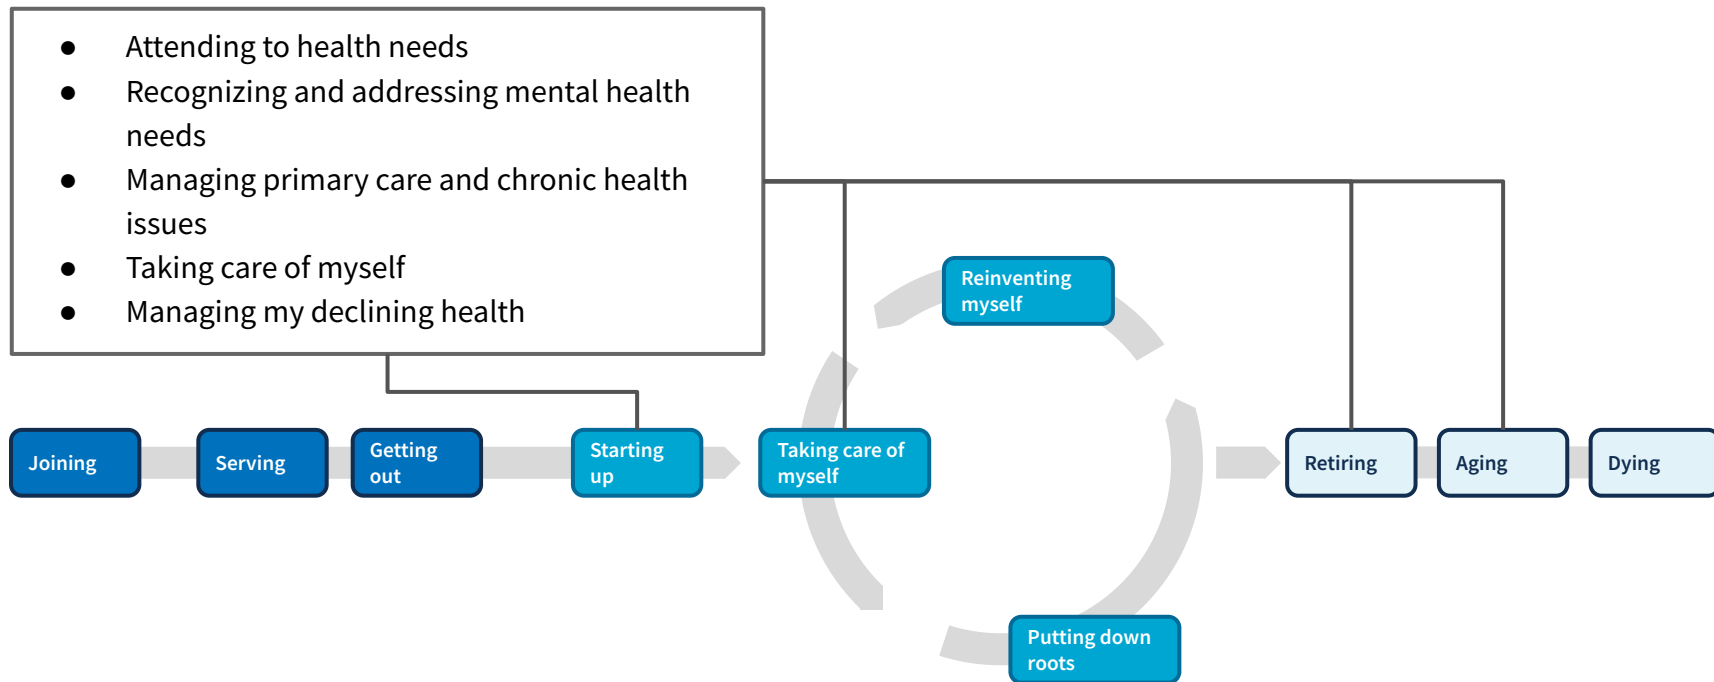 ● Attending to health needs
● Recognizing and addressing mental health
needs
● Managing primary care and chronic health
issues
● Taking care of myself
● Managing my declining health
Reinventing
myself
Joining
Serving
Getting
out
Starting
up
Taking care of
myself
Retiring
Aging
Dying
Putting down
roots